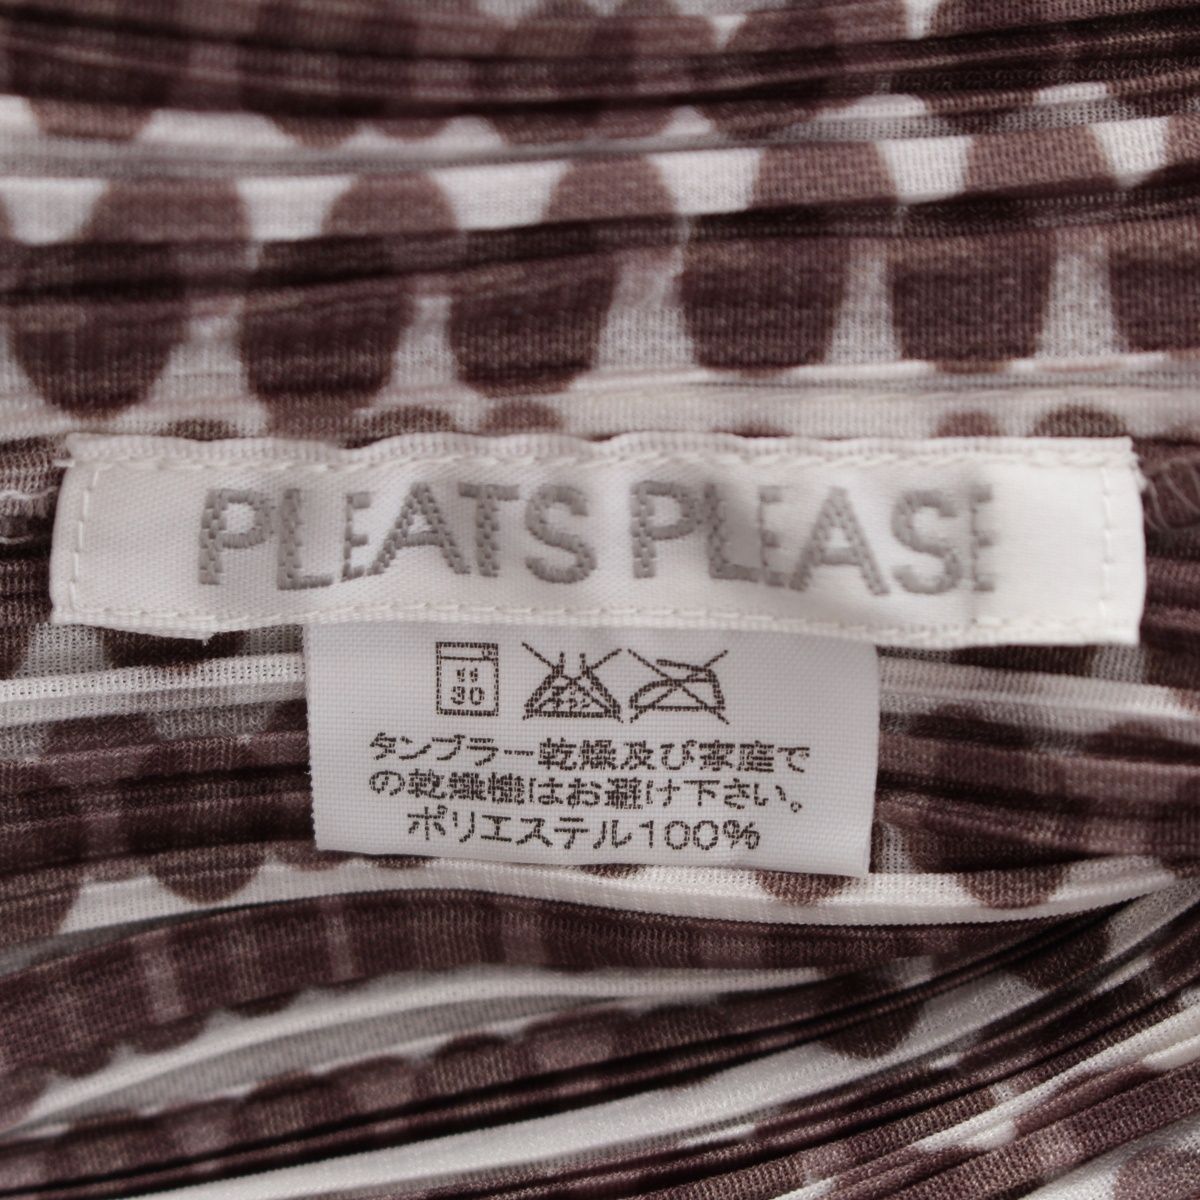 PLEATS PLEASE
30
タンブラー乾燥及び家庭で
の乾燥機はお避け下さい。
ポリエステル100%